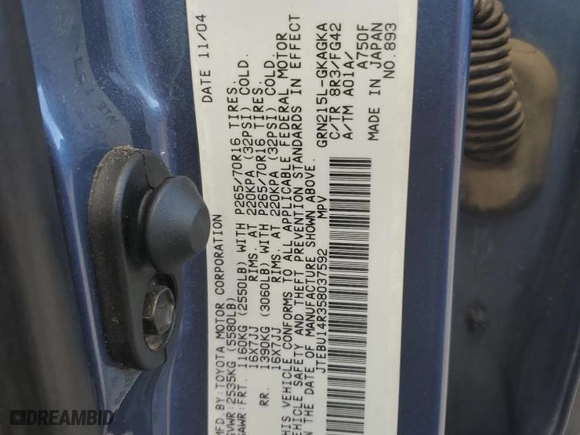 MFD.BY:TOYOTA MOTOR CORPORATION DATE 11/04
GVWR:2535KG (5580LB)
GAWR:FRT. 1160KG (2550LB) WITH P265/70R16 TIRES,
16X7JJ RIMS. AT 220KPA (32PSI) COLD.
RR. 1390KG (3060LB) WITH P265/70R16 TIRES,
16X7JJ RIMS. AT 220KPA (32PSI) COLD.
THIS VEHICLE CONFORMS TO ALL APPLICABLE FEDERAL MOTOR
VEHICLE SAFETY AND THEFT PREVENTION STANDARDS IN EFFECT
ON THE DATE OF MANUFACTURE SHOWN ABOVE.
JTEBU14R358037592 MPV
GRN215L-GKAGKA
C/TR 8R3/FG42
A/TM A01A/ A750F
MADE IN JAPAN
NO.893
DREAMBID